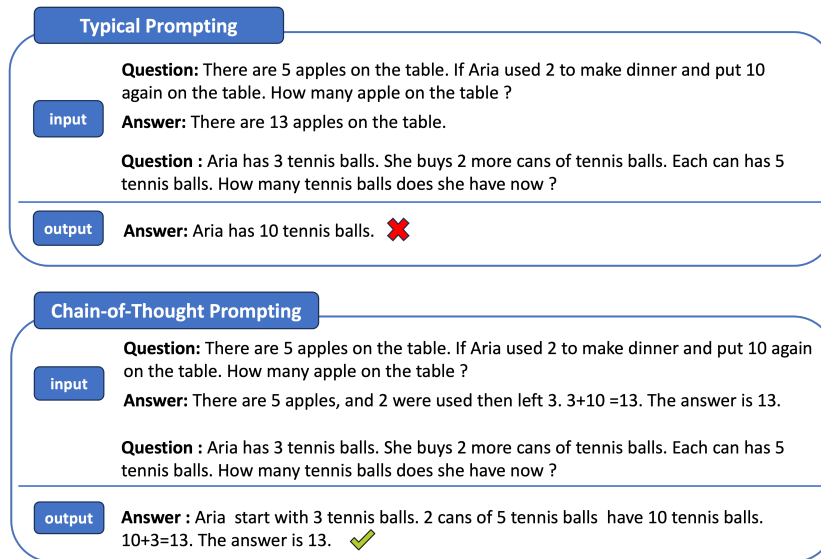 Typical Prompting
Question: There are 5 apples on the table. If Aria used 2 to make dinner and put 10
again on the table. How many apple on the table ?
input
Answer: There are 13 apples on the table.
Question : Aria has 3 tennis balls. She buys 2 more cans of tennis balls. Each can has 5
tennis balls. How many tennis balls does she have now ?
output
Answer: Aria has 10 tennis balls.
Chain-of-Thought Prompting
Question: There are 5 apples on the table. If Aria used 2 to make dinner and put 10 again
on the table. How many apple on the table ?
input
Answer: There are 5 apples, and 2 were used then left 3. 3+10 =13. The answer is 13.
Question : Aria has 3 tennis balls. She buys 2 more cans of tennis balls. Each can has 5
tennis balls. How many tennis balls does she have now ?
output
Answer : Aria start with 3 tennis balls. 2 cans of 5 tennis balls have 10 tennis balls.
10+3=13. The answer is 13.